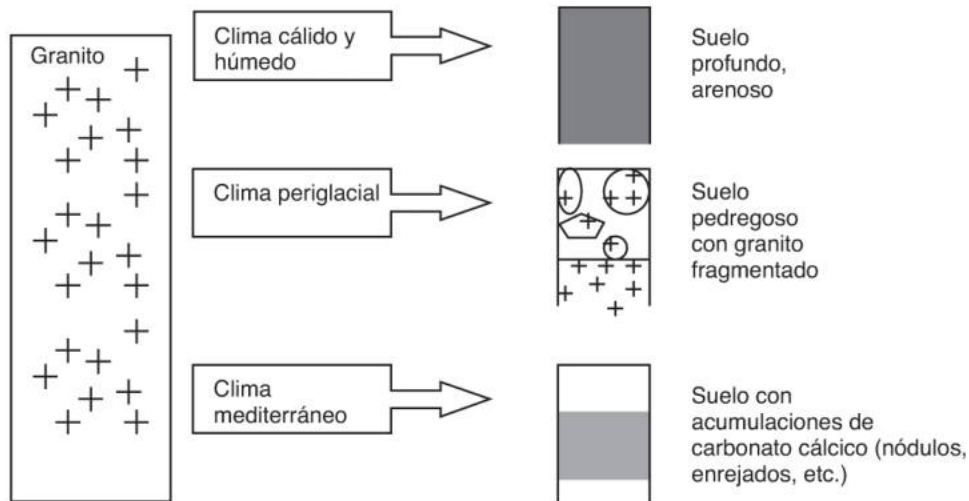 Granito
Clima cálido y
húmedo
Suelo
profundo,
arenoso
Clima periglacial
Suelo
pedregoso
con granito
fragmentado
Clima
mediterráneo
Suelo con
acumulaciones de
carbonato cálcico (nódulos,
enrejados, etc.)